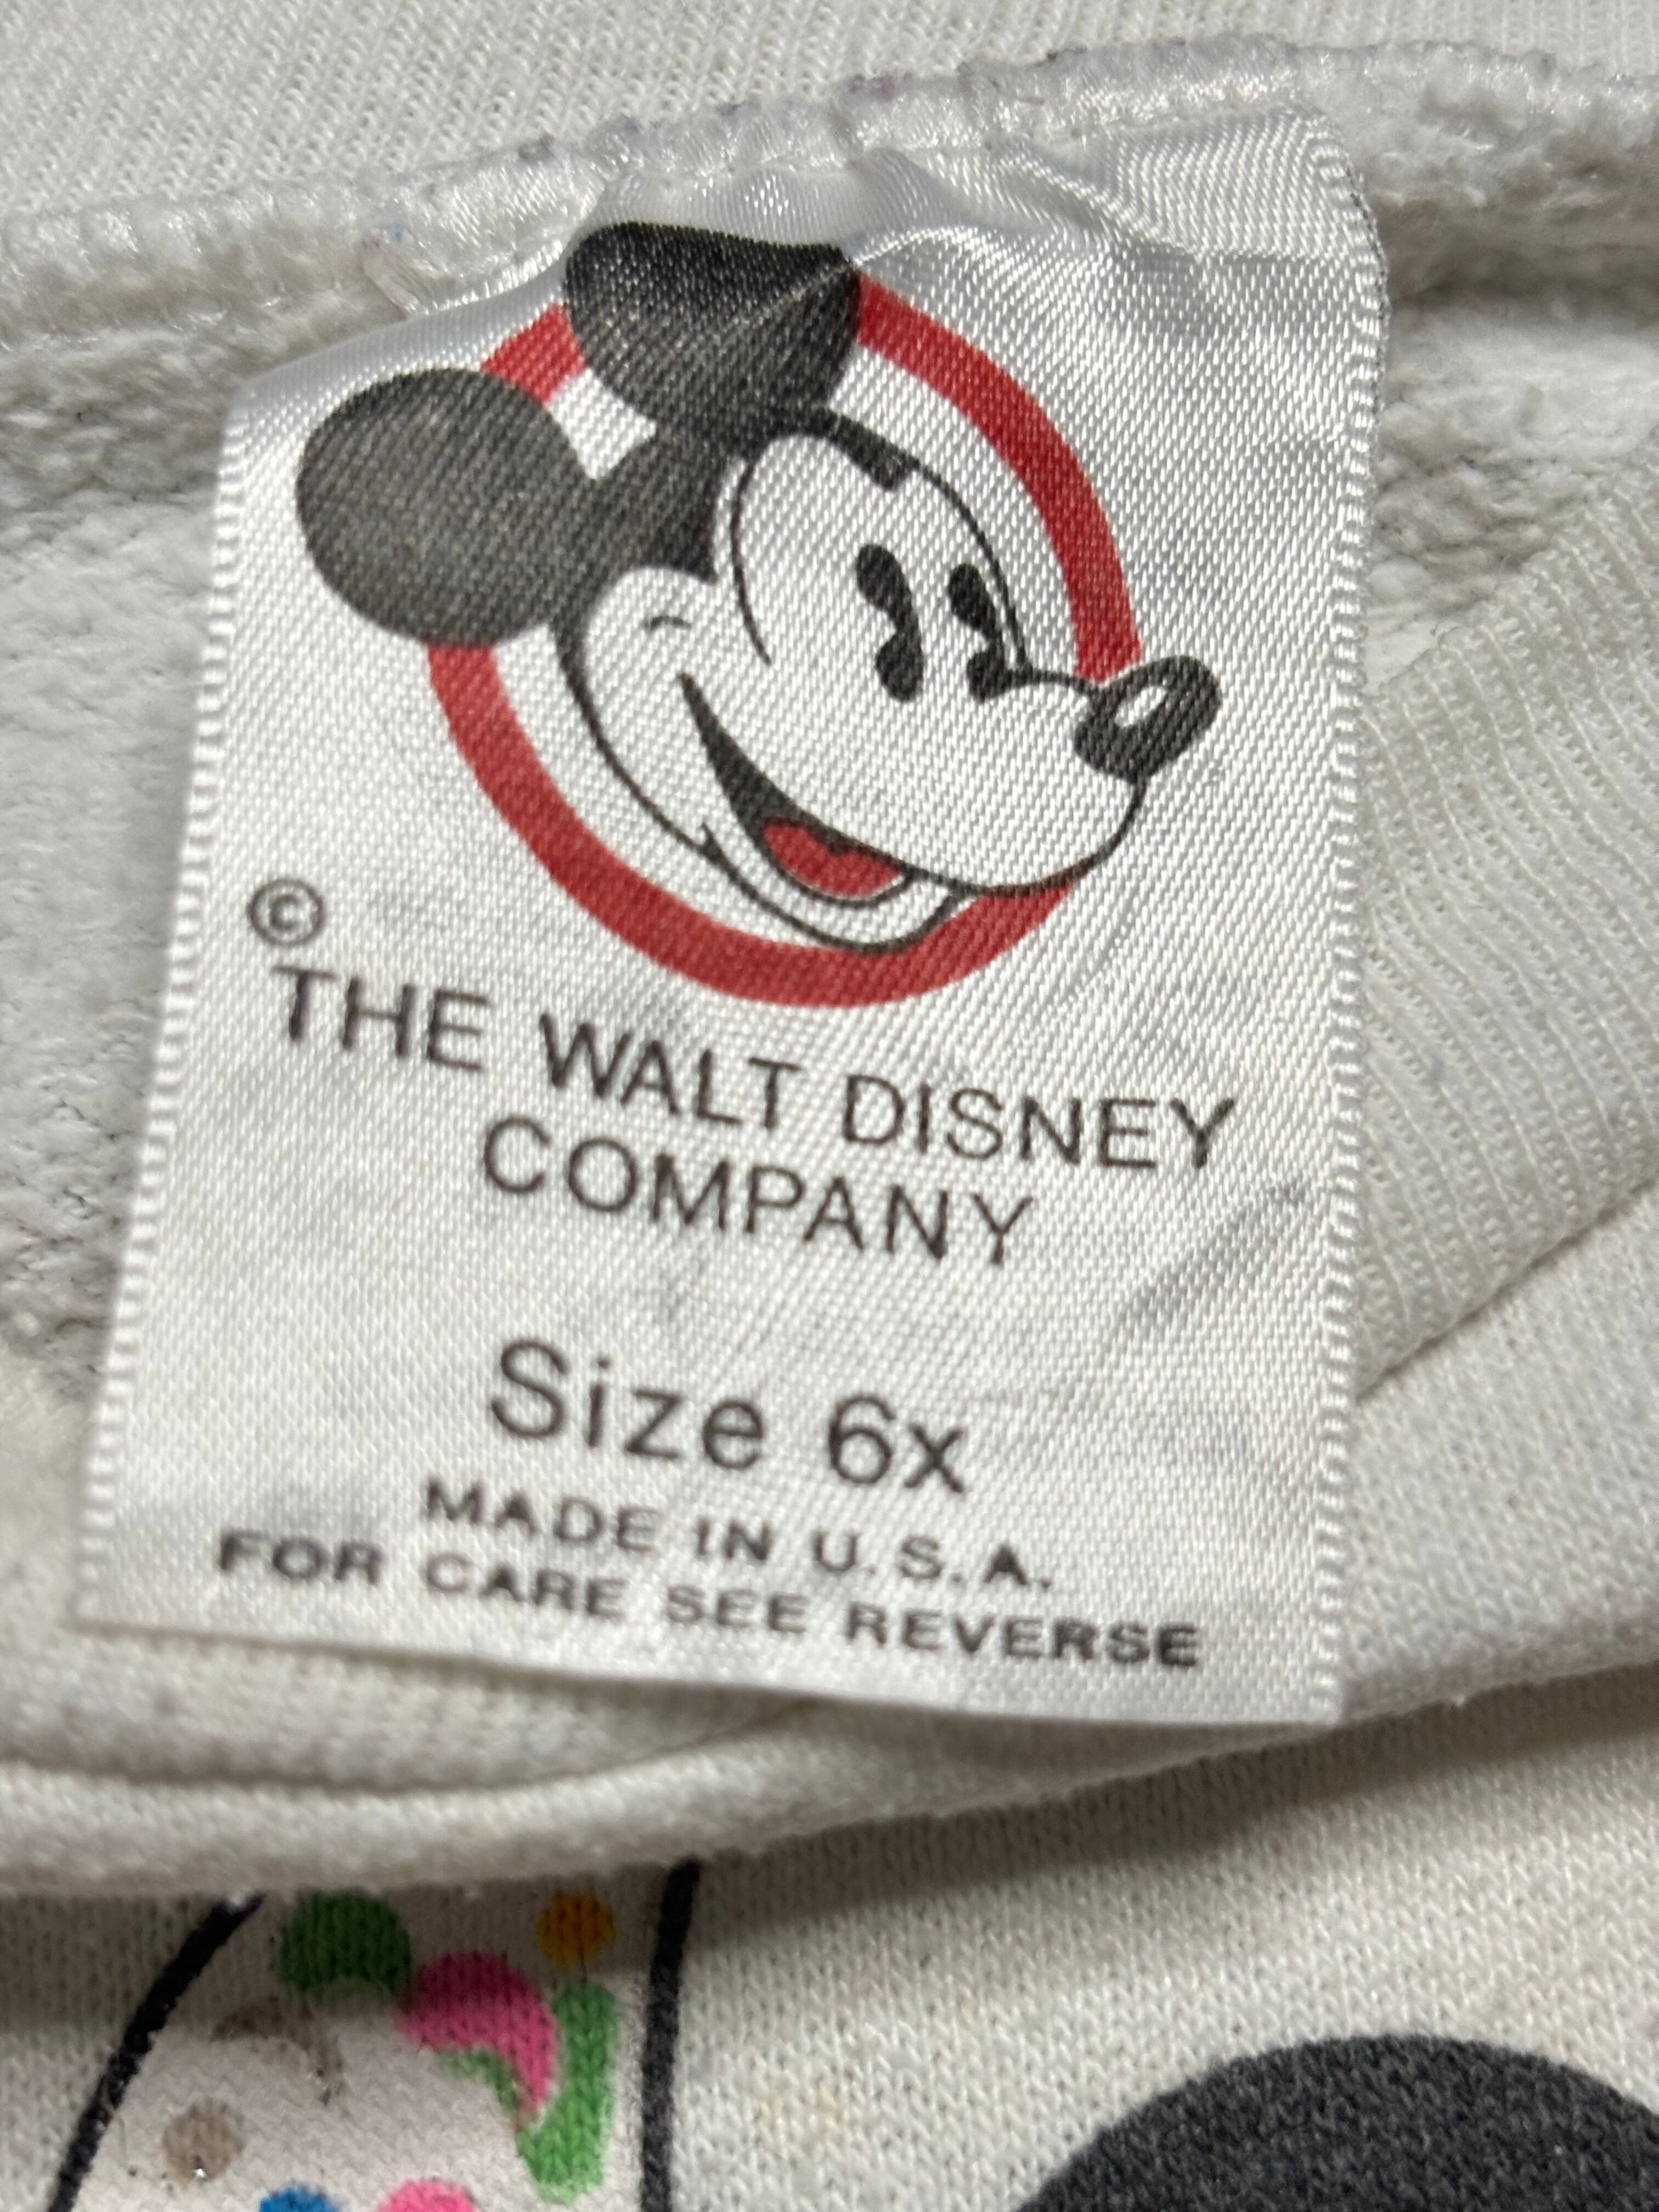 ©
THE WALT DISNEY
COMPANY
Size 6x
MADE IN U.S.A.
FOR CARE SEE REVERSE